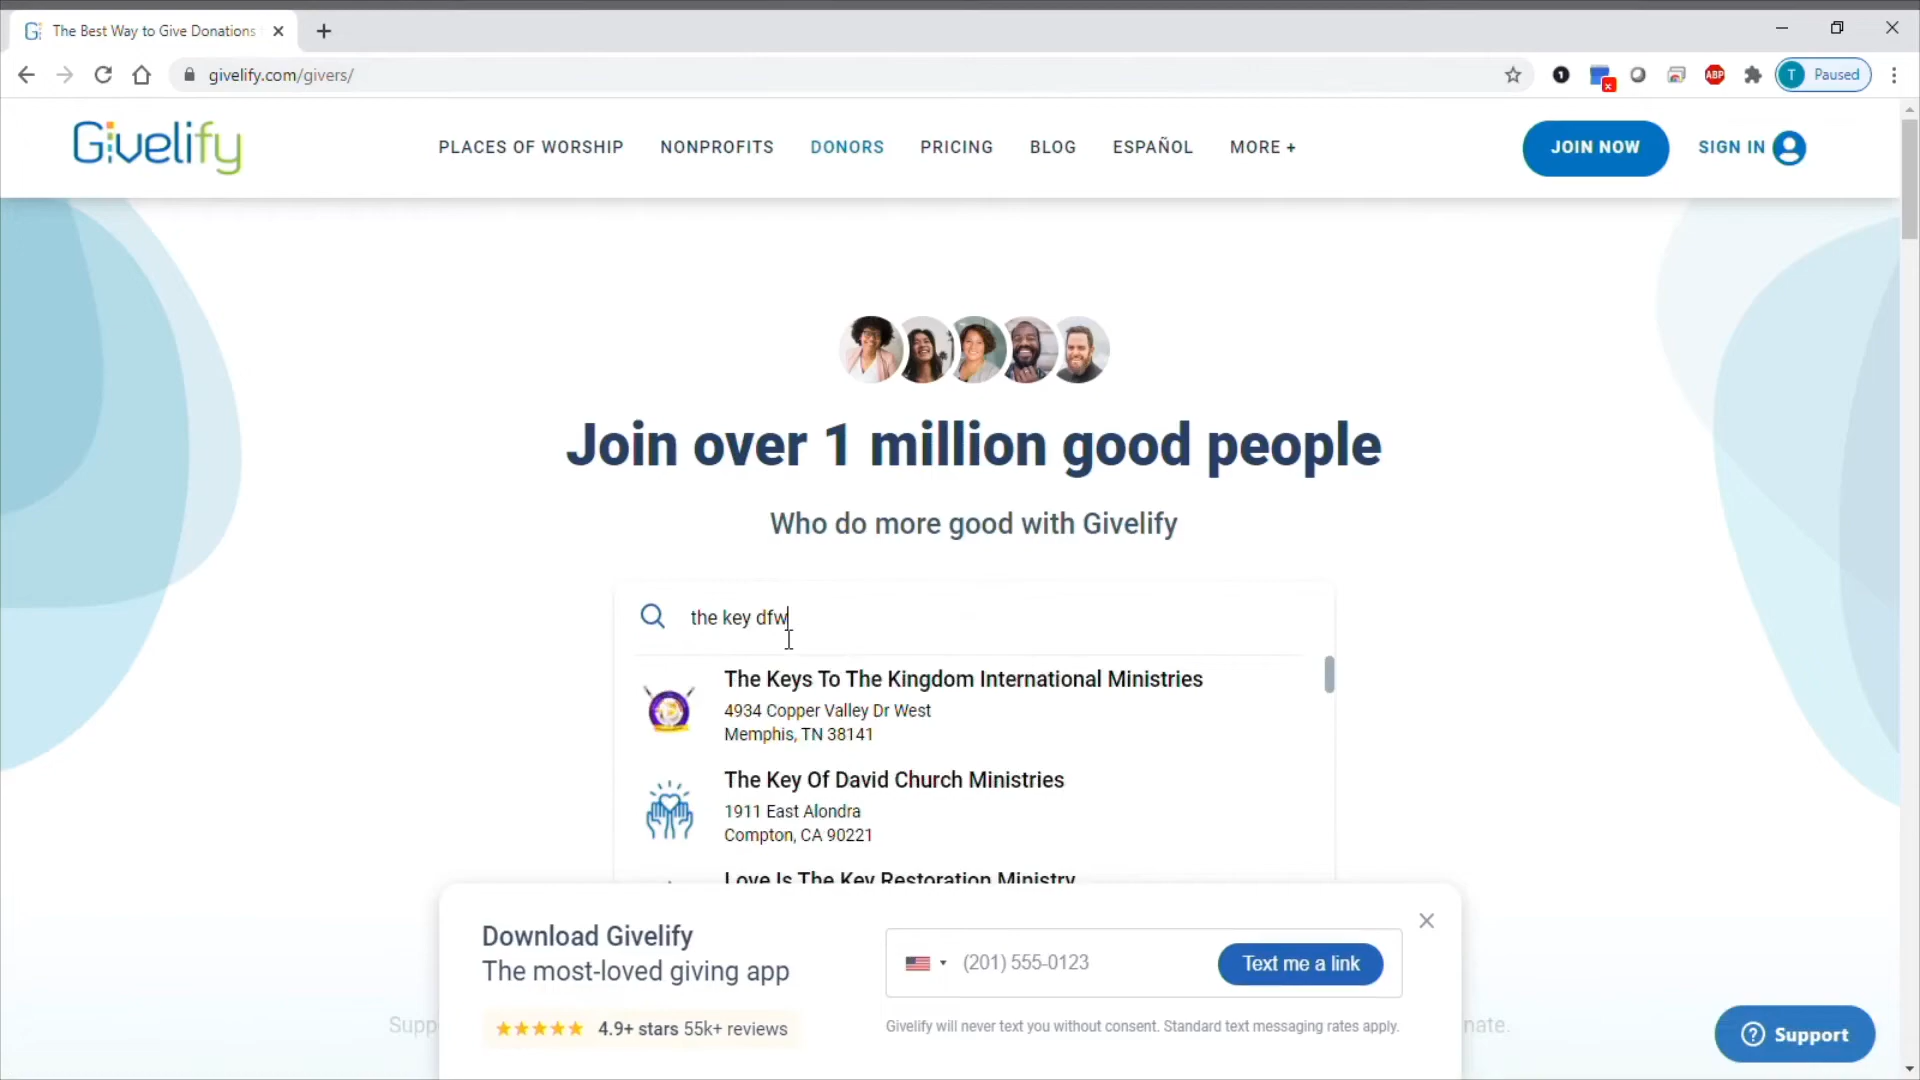 The Best Way to Give Donations
givelify.com/givers/
ABP
T Paused
Givelify
PLACES OF WORSHIP NONPROFITS DONORS PRICING BLOG ESPAÑOL MORE +
JOIN NOW
SIGN IN
Join over 1 million good people
Who do more good with Givelify
the key dfw
The Keys To The Kingdom International Ministries
4934 Copper Valley Dr West
Memphis, TN 38141
The Key Of David Church Ministries
1911 East Alondra
Compton, CA 90221
Love Is The Key Restoration Ministry
Download Givelify
The most-loved giving app
4.9+ stars 55k+ reviews
(201) 555-0123
Text me a link
Givelify will never text you without consent. Standard text messaging rates apply.
Supp
nate.
Support